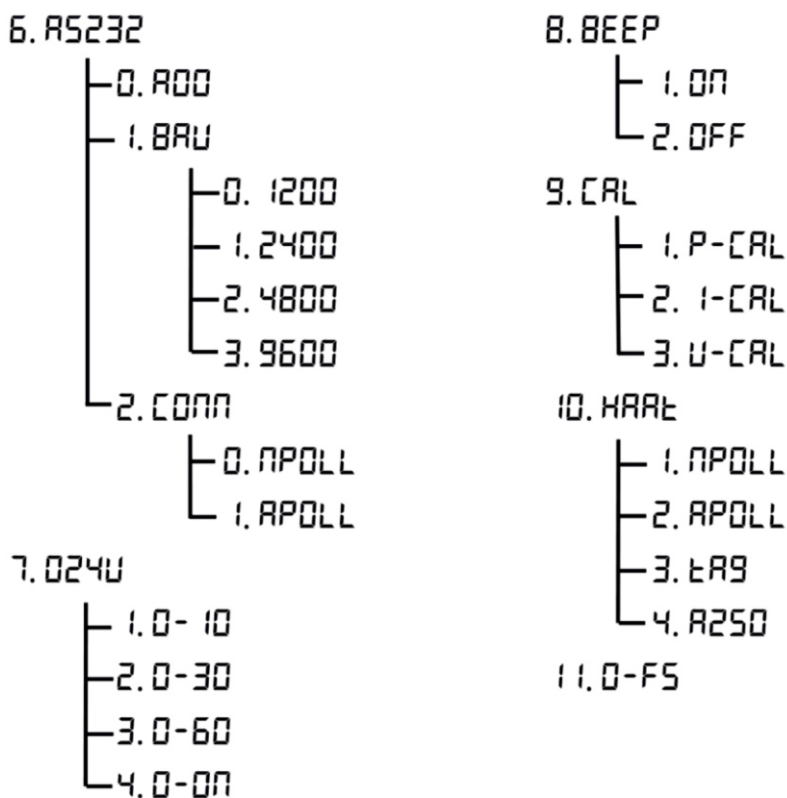 6. RS232
0. ADD
1. BAU
0. 1200
1. 2400
2. 4800
3. 9600
2. COMM
0. NPOLL
1. APOLL
7. O24V
1. 0-10
2. 0-30
3. 0-60
4. 0-ON
8. BEEP
1. ON
2. OFF
9. CAL
1. P-CAL
2. I-CAL
3. U-CAL
10. HARt
1. NPOLL
2. APOLL
3. tAg
4. R250
11. 0-FS